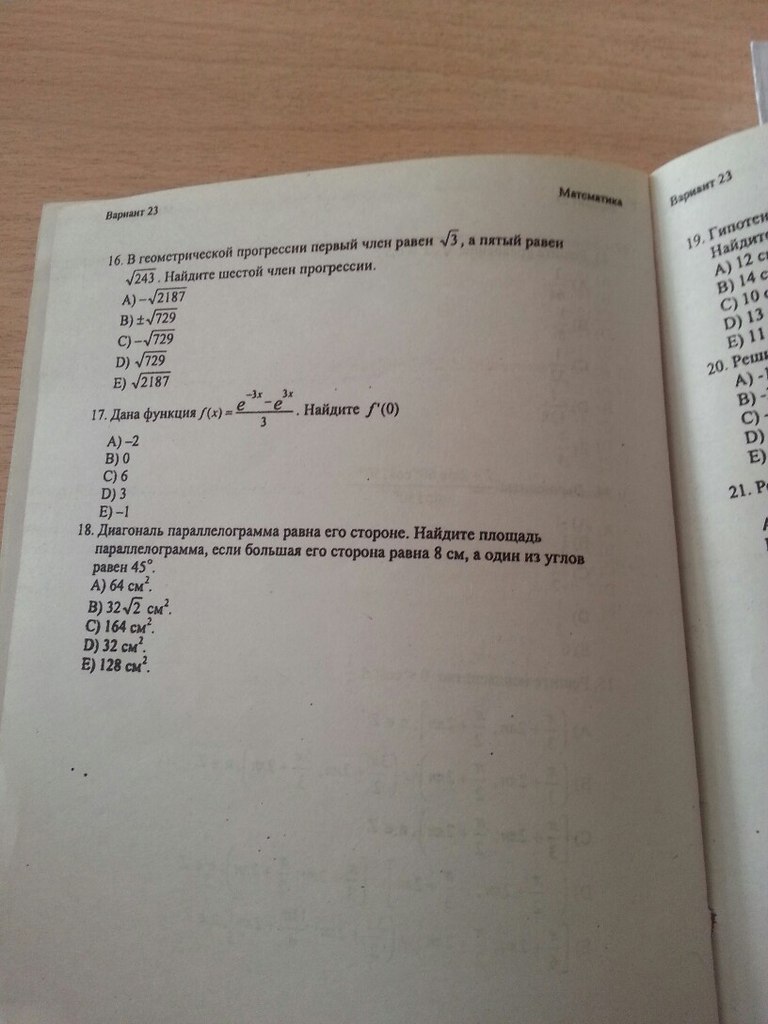 Вариант 23
Математика
16. В геометрической прогрессии первый член равен √3, а пятый равен
√243. Найдите шестой член прогрессии.
A) −√2187
B) ±√729
C) −√729
D) √729
E) √2187
17. Дана функция f(x) = (e^(−3x) − e^(3x))/3. Найдите f'(0)
A) −2
B) 0
C) 6
D) 3
E) −1
18. Диагональ параллелограмма равна его стороне. Найдите площадь
параллелограмма, если большая его сторона равна 8 см, а один из углов
равен 45°.
A) 64 см².
B) 32√2 см².
C) 164 см².
D) 32 см².
E) 128 см².
Вариант 23
19.
Найдите
A) 12
B) 14
C) 10
D) 13
E) 11
20.
A)
B)
C)
D)
E)
21.